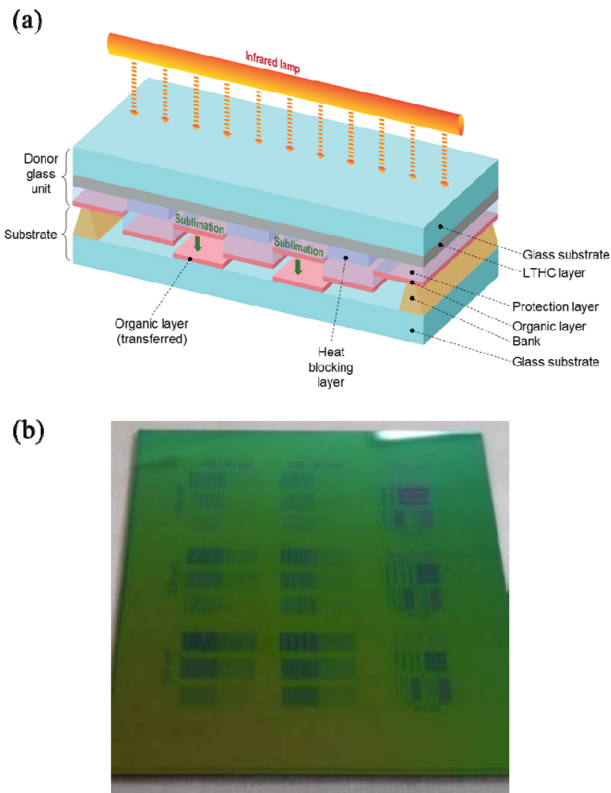 (a)
Infrared lamp
Donor
glass
unit
Sublimation
Substrate
Sublimation
Glass substrate
LTHC layer
Protection layer
Organic layer
(transferred)
Heat
blocking
layer
Organic layer
Bank
Glass substrate
(b)